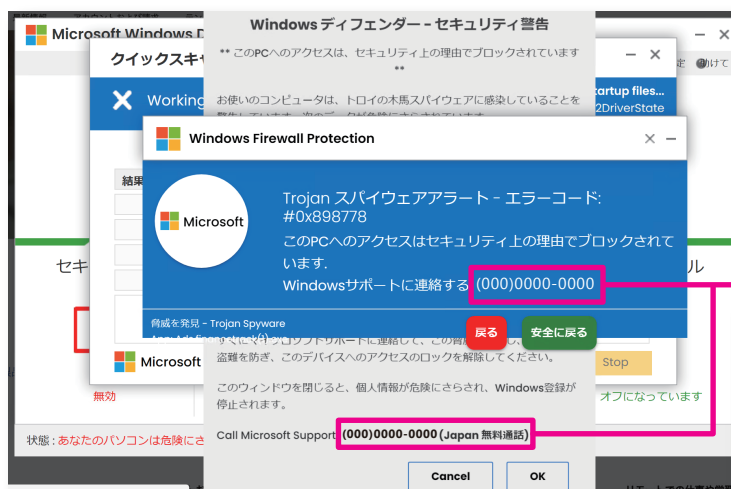 Microsoft Windows D
クイックスキャ
Working
artup files...
2DriverState
結果
セキ
ル
Microsoft
Stop
無効
オフになっています
状態 : あなたのパソコンは危険にさ
Windows ディフェンダー - セキュリティ警告
** このPCへのアクセスは、セキュリティ上の理由でブロックされています
**
お使いのコンピュータは、トロイの木馬スパイウェアに感染していることを
Windows Firewall Protection
Microsoft
Trojan スパイウェアアラート - エラーコード:
#0x898778
このPCへのアクセスはセキュリティ上の理由でブロックされて
います.
Windowsサポートに連絡する (000)0000-0000
脅威を発見 - Trojan Spyware
戻る
安全に戻る
盗難を防ぎ、このデバイスへのアクセスのロックを解除してください。
このウィンドウを閉じると、個人情報が危険にさらされ、Windows登録が
停止されます。
Call Microsoft Support (000)0000-0000 (Japan 無料通話)
Cancel
OK